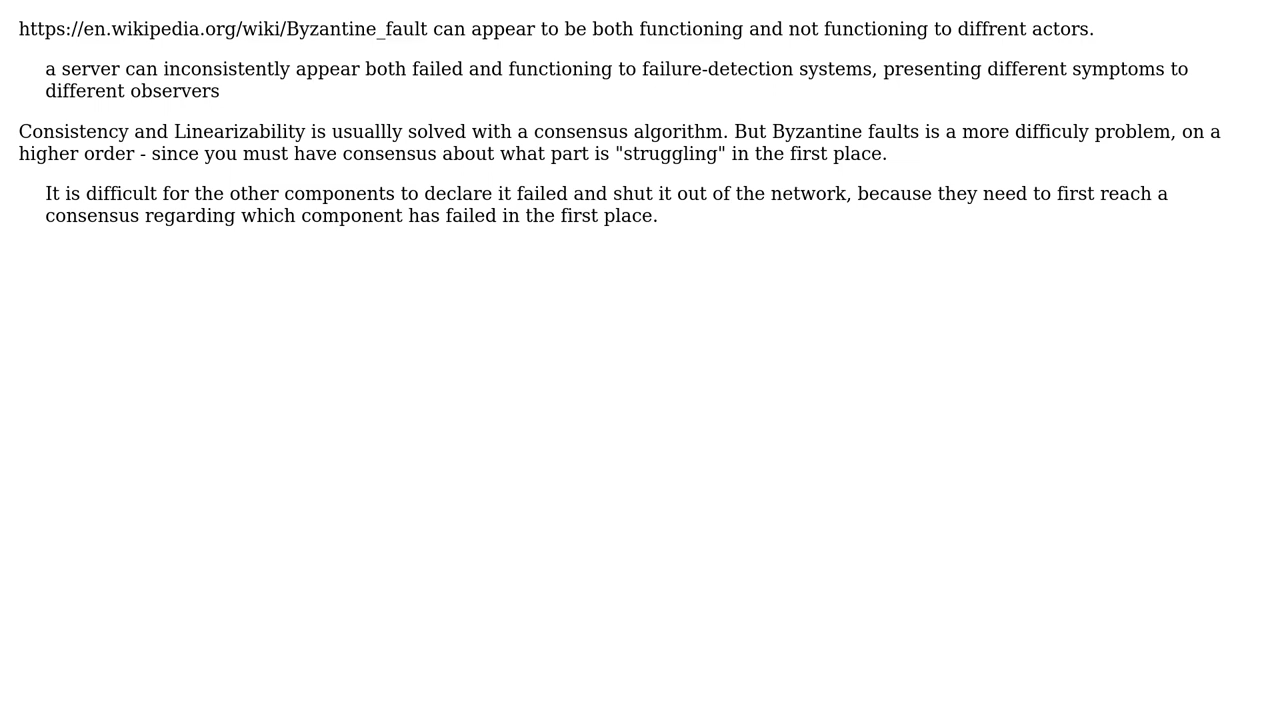 https://en.wikipedia.org/wiki/Byzantine_fault can appear to be both functioning and not functioning to diffrent actors.
a server can inconsistently appear both failed and functioning to failure-detection systems, presenting different symptoms to
different observers
Consistency and Linearizability is usuallly solved with a consensus algorithm. But Byzantine faults is a more difficuly problem, on a
higher order - since you must have consensus about what part is "struggling" in the first place.
It is difficult for the other components to declare it failed and shut it out of the network, because they need to first reach a
consensus regarding which component has failed in the first place.